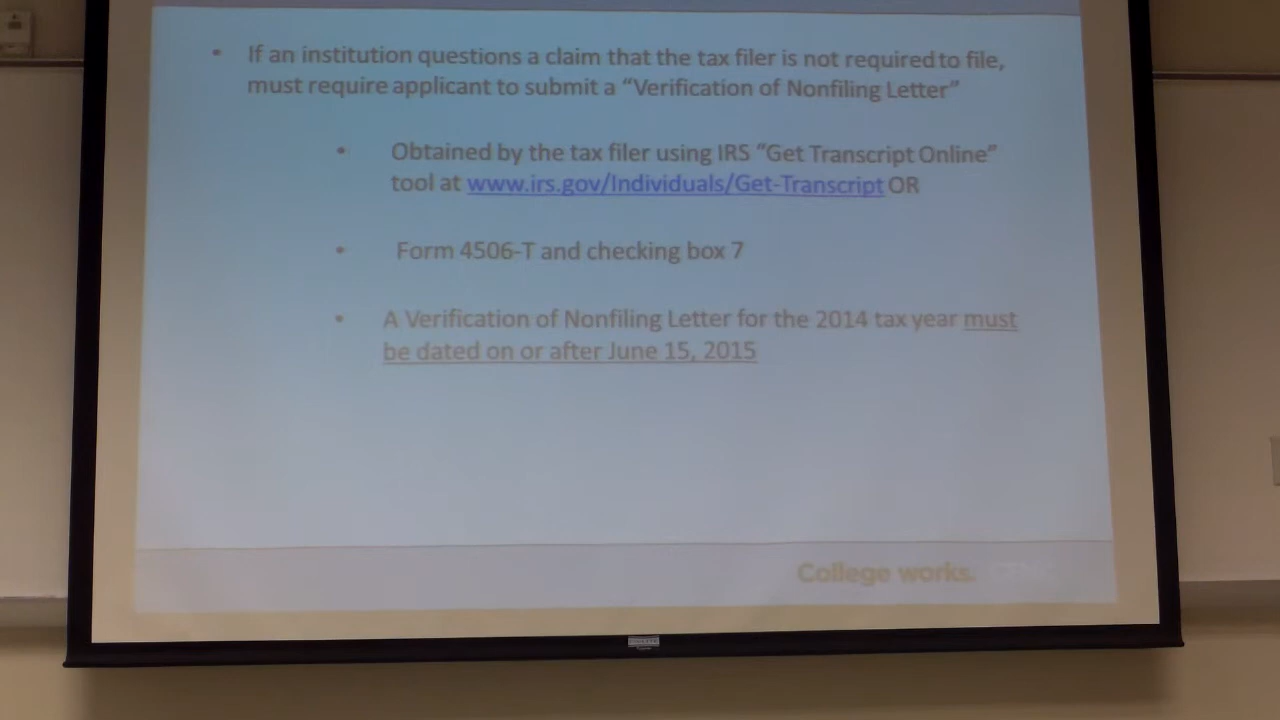 • If an institution questions a claim that the tax filer is not required to file,
must require applicant to submit a “Verification of Nonfiling Letter”
• Obtained by the tax filer using IRS “Get Transcript Online”
tool at www.irs.gov/Individuals/Get-Transcript OR
• Form 4506-T and checking box 7
• A Verification of Nonfiling Letter for the 2014 tax year must
be dated on or after June 15, 2015
College works.